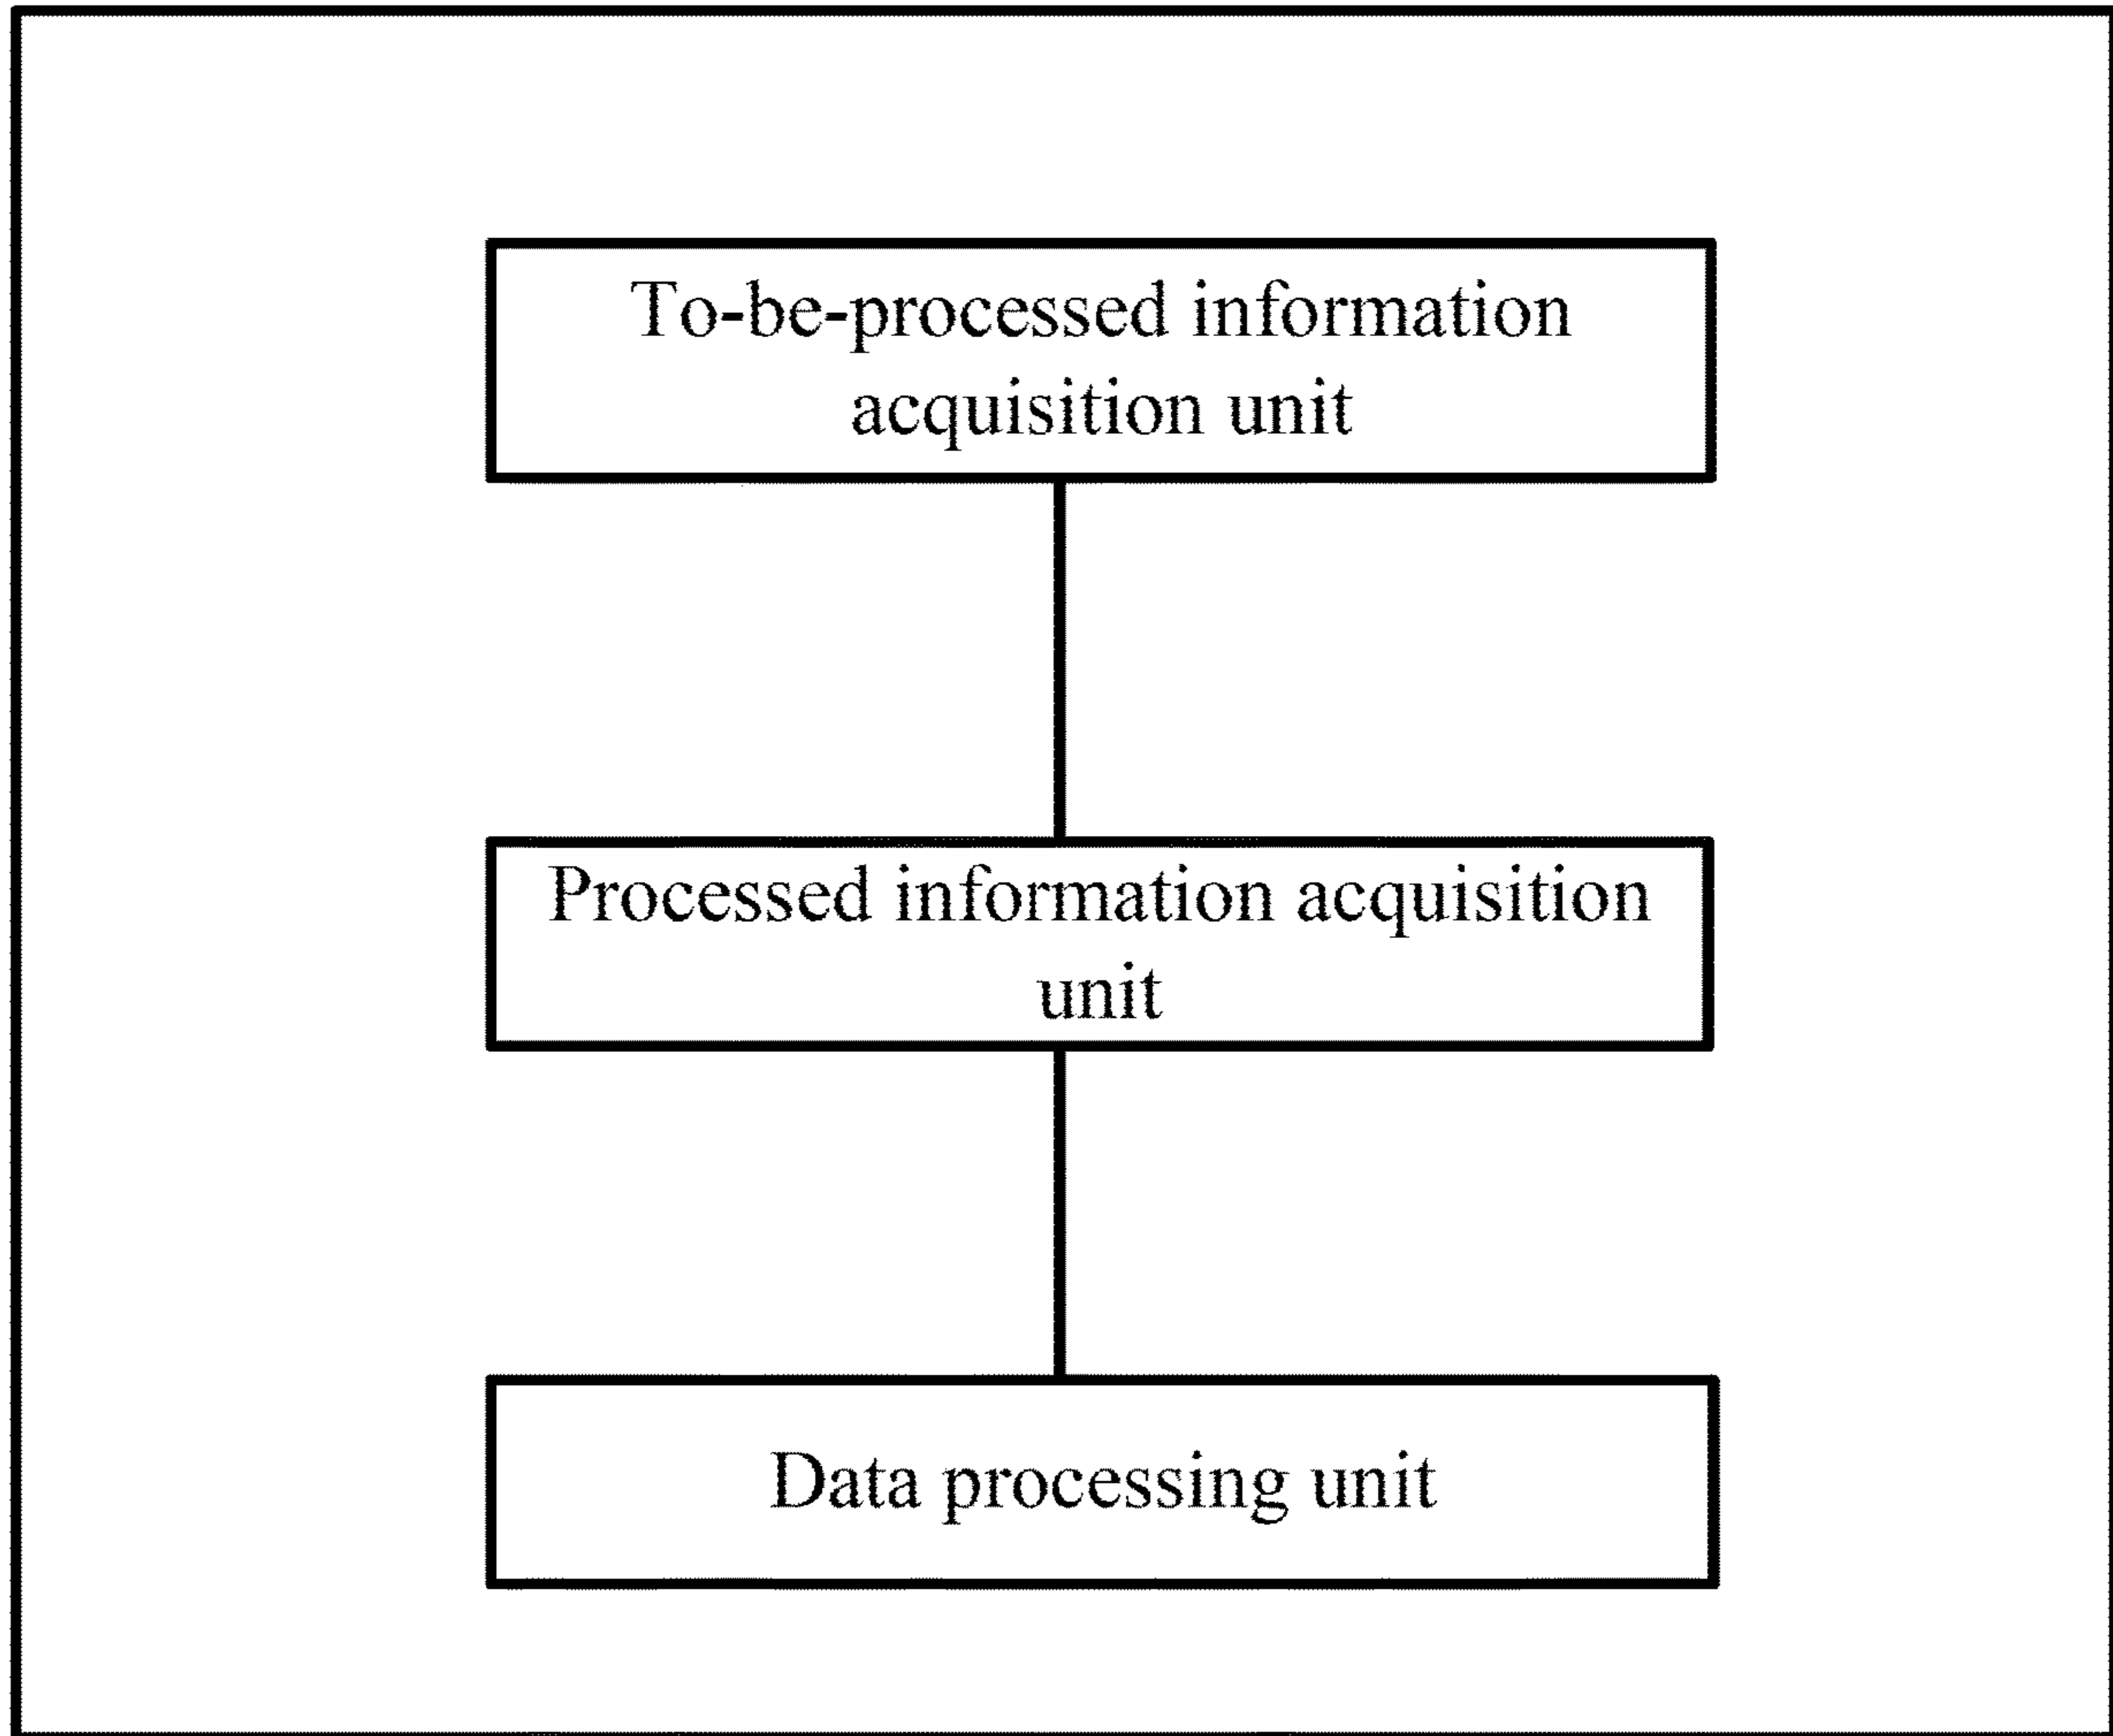 To-be-processed information
acquisition unit
Processed information acquisition
unit
Data processing unit